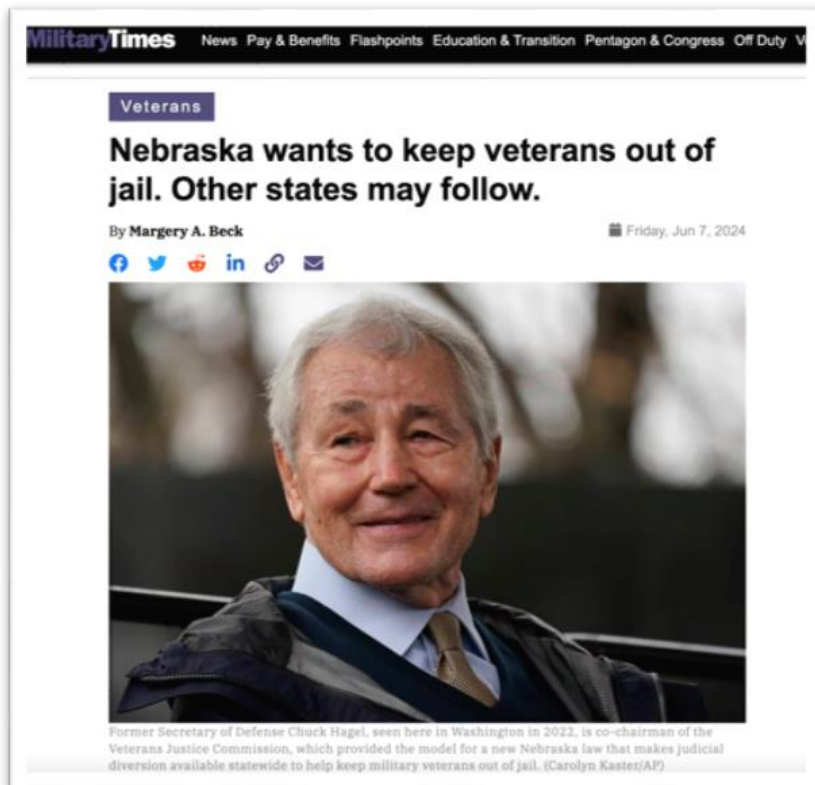 MilitaryTimes News Pay & Benefits Flashpoints Education & Transition Pentagon & Congress Off Duty
Veterans
Nebraska wants to keep veterans out of
jail. Other states may follow.
By Margery A. Beck
Friday, Jun 7, 2024
Former Secretary of Defense Chuck Hagel, seen here in Washington in 2022, is co-chairman of the
Veterans Justice Commission, which provided the model for a new Nebraska law that makes judicial
diversion available statewide to help keep military veterans out of jail. (Carolyn Kaster/AP)